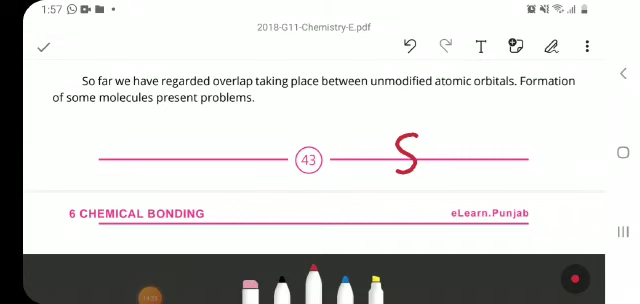 1:57
2018-G11-Chemistry-E.pdf
T
So far we have regarded overlap taking place between unmodified atomic orbitals. Formation
of some molecules present problems.
43
S
6 CHEMICAL BONDING
eLearn.Punjab